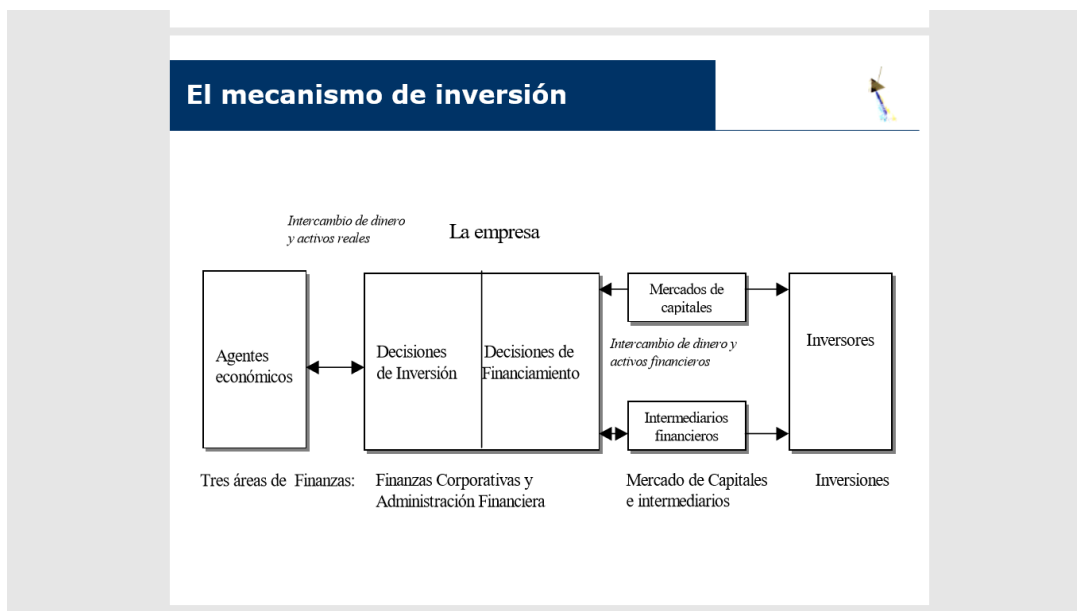 El mecanismo de inversión
Intercambio de dinero
y activos reales
La empresa
Agentes
económicos
Decisiones
de Inversión
Decisiones de
Financiamiento
Mercados de
capitales
Intercambio de dinero y
activos financieros
Intermediarios
financieros
Inversores
Tres áreas de Finanzas:
Finanzas Corporativas y
Administración Financiera
Mercado de Capitales
e intermediarios
Inversiones